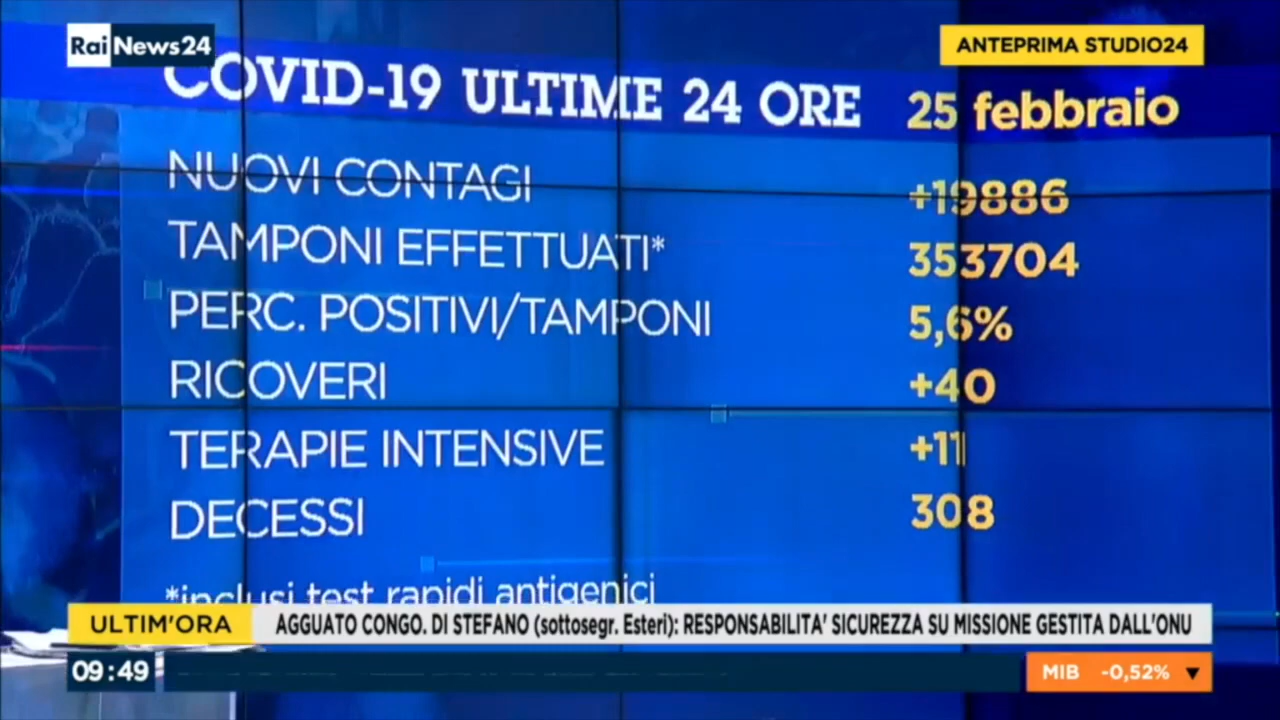 Rai News24
ANTEPRIMA STUDIO24
COVID-19 ULTIME 24 ORE 25 febbraio
NUOVI CONTAGI +19886
TAMPONI EFFETTUATI* 353704
PERC. POSITIVI/TAMPONI 5,6%
RICOVERI +40
TERAPIE INTENSIVE +11
DECESSI 308
*inclusi test rapidi antigenici
ULTIM'ORA AGGUATO CONGO. DI STEFANO (sottosegr. Esteri): RESPONSABILITA' SICUREZZA SU MISSIONE GESTITA DALL'ONU
09:49 MIB -0,52% ▼